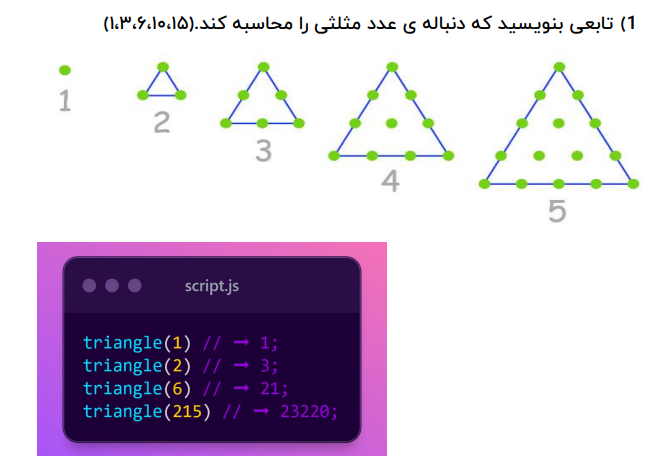 1) تابعی بنویسید که دنباله ی عدد مثلثی را محاسبه کند.(۱،۳،۶،۱۰،۱۵)
1
2
3
4
5
script.js
triangle(1) // → 1;
triangle(2) // → 3;
triangle(6) // → 21;
triangle(215) // → 23220;